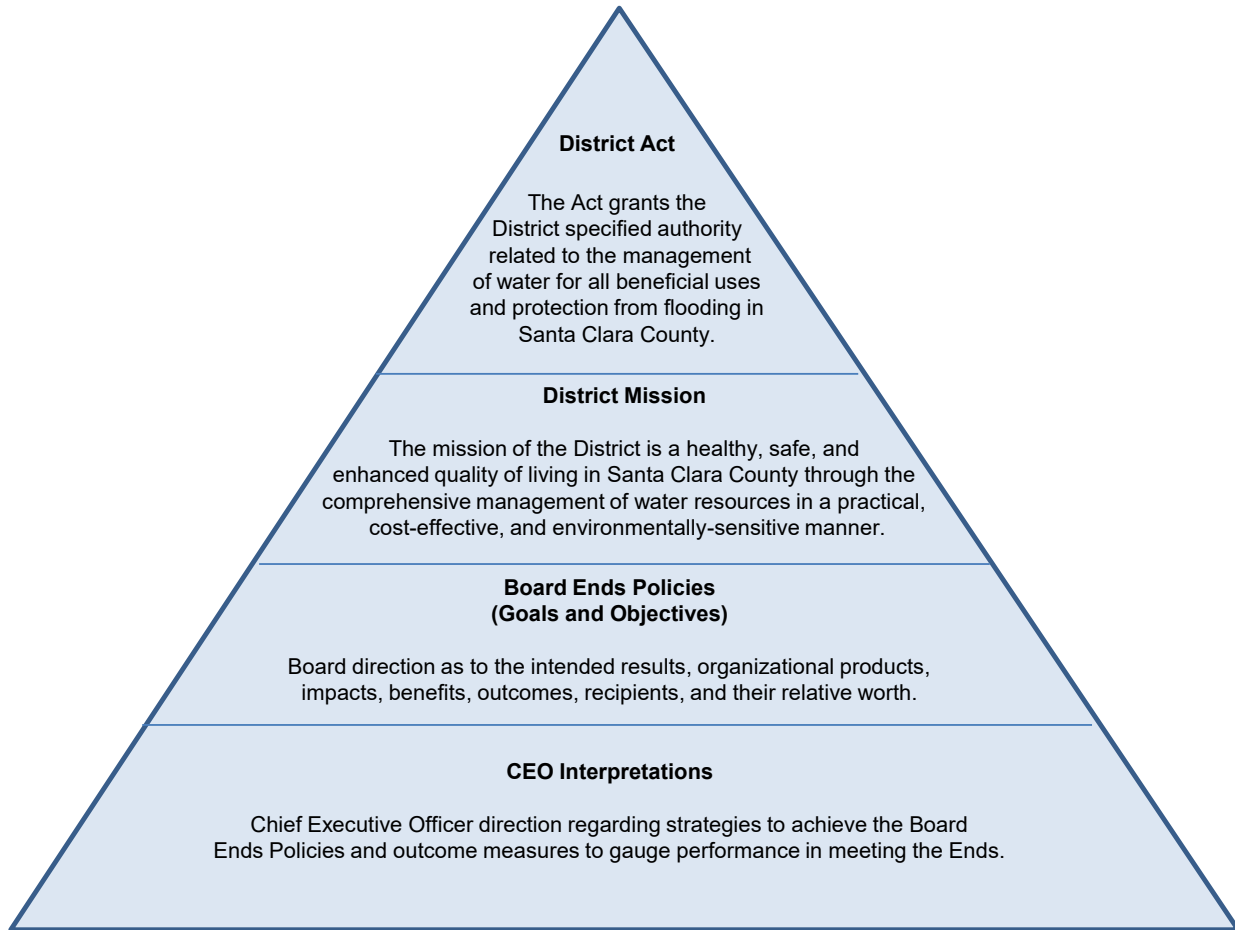 District Act
The Act grants the
District specified authority
related to the management
of water for all beneficial uses
and protection from flooding in
Santa Clara County.
District Mission
The mission of the District is a healthy, safe, and
enhanced quality of living in Santa Clara County through the
comprehensive management of water resources in a practical,
cost-effective, and environmentally-sensitive manner.
Board Ends Policies
(Goals and Objectives)
Board direction as to the intended results, organizational products,
impacts, benefits, outcomes, recipients, and their relative worth.
CEO Interpretations
Chief Executive Officer direction regarding strategies to achieve the Board
Ends Policies and outcome measures to gauge performance in meeting the Ends.